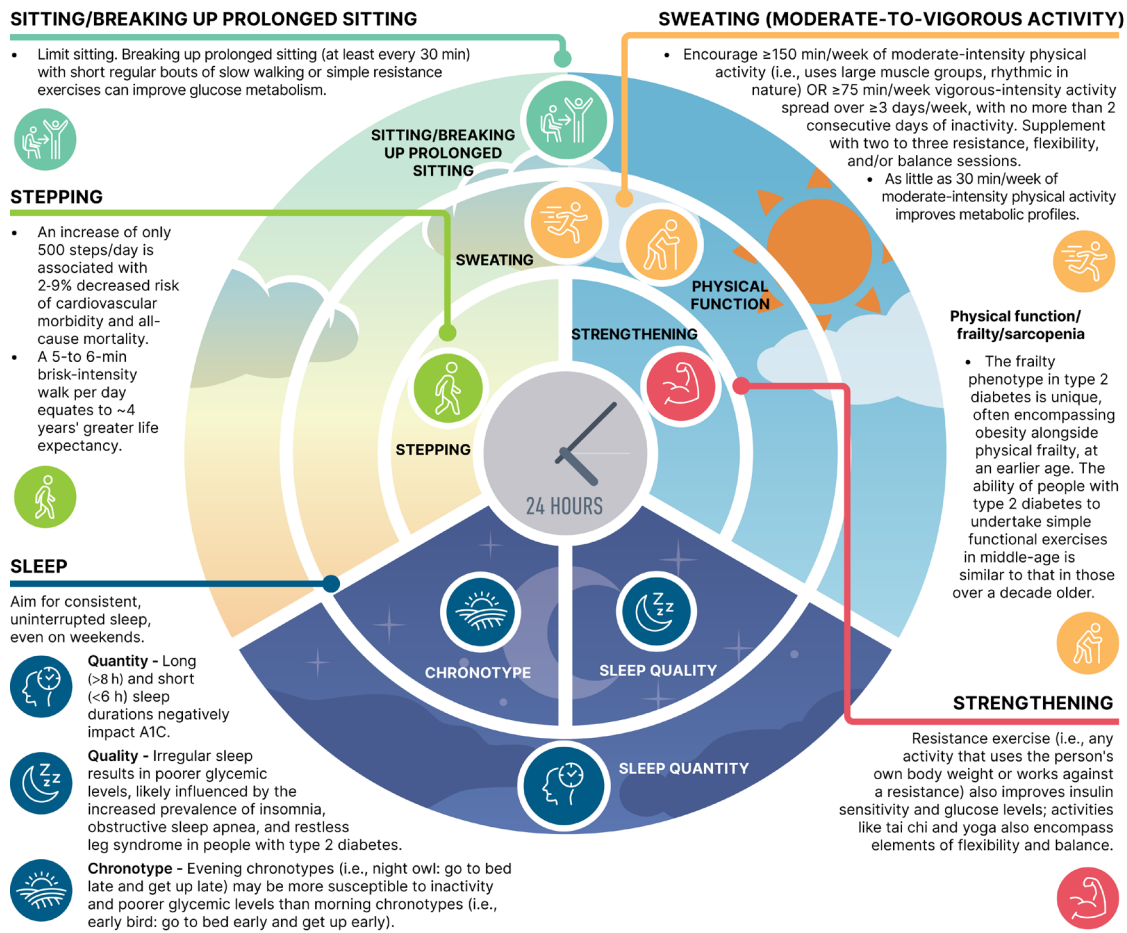 SITTING/BREAKING UP PROLONGED SITTING
• Limit sitting. Breaking up prolonged sitting (at least every 30 min)
with short regular bouts of slow walking or simple resistance
exercises can improve glucose metabolism.
SWEATING (MODERATE-TO-VIGOROUS ACTIVITY)
• Encourage ≥150 min/week of moderate-intensity physical
activity (i.e., uses large muscle groups, rhythmic in
nature) OR ≥75 min/week vigorous-intensity activity
spread over ≥3 days/week, with no more than 2
consecutive days of inactivity. Supplement
with two to three resistance, flexibility,
and/or balance sessions.
• As little as 30 min/week of
moderate-intensity physical activity
improves metabolic profiles.
STEPPING
• An increase of only
500 steps/day is
associated with
2-9% decreased risk
of cardiovascular
morbidity and all-
cause mortality.
• A 5-to 6-min
brisk-intensity
walk per day
equates to ~4
years' greater life
expectancy.
SITTING/BREAKING
UP PROLONGED
SITTING
SWEATING
PHYSICAL
FUNCTION
STRENGTHENING
STEPPING
24 HOURS
CHRONOTYPE
SLEEP QUALITY
SLEEP QUANTITY
Physical function/
frailty/sarcopenia
• The frailty
phenotype in type 2
diabetes is unique,
often encompassing
obesity alongside
physical frailty, at
an earlier age. The
ability of people with
type 2 diabetes to
undertake simple
functional exercises
in middle-age is
similar to that in those
over a decade older.
SLEEP
Aim for consistent,
uninterrupted sleep,
even on weekends.
Quantity - Long
(>8 h) and short
(<6 h) sleep
durations negatively
impact A1C.
Quality - Irregular sleep
results in poorer glycemic
levels, likely influenced by the
increased prevalence of insomnia,
obstructive sleep apnea, and restless
leg syndrome in people with type 2 diabetes.
Chronotype - Evening chronotypes (i.e., night owl: go to bed
late and get up late) may be more susceptible to inactivity
and poorer glycemic levels than morning chronotypes (i.e.,
early bird: go to bed early and get up early).
STRENGTHENING
Resistance exercise (i.e., any
activity that uses the person's
own body weight or works against
a resistance) also improves insulin
sensitivity and glucose levels; activities
like tai chi and yoga also encompass
elements of flexibility and balance.